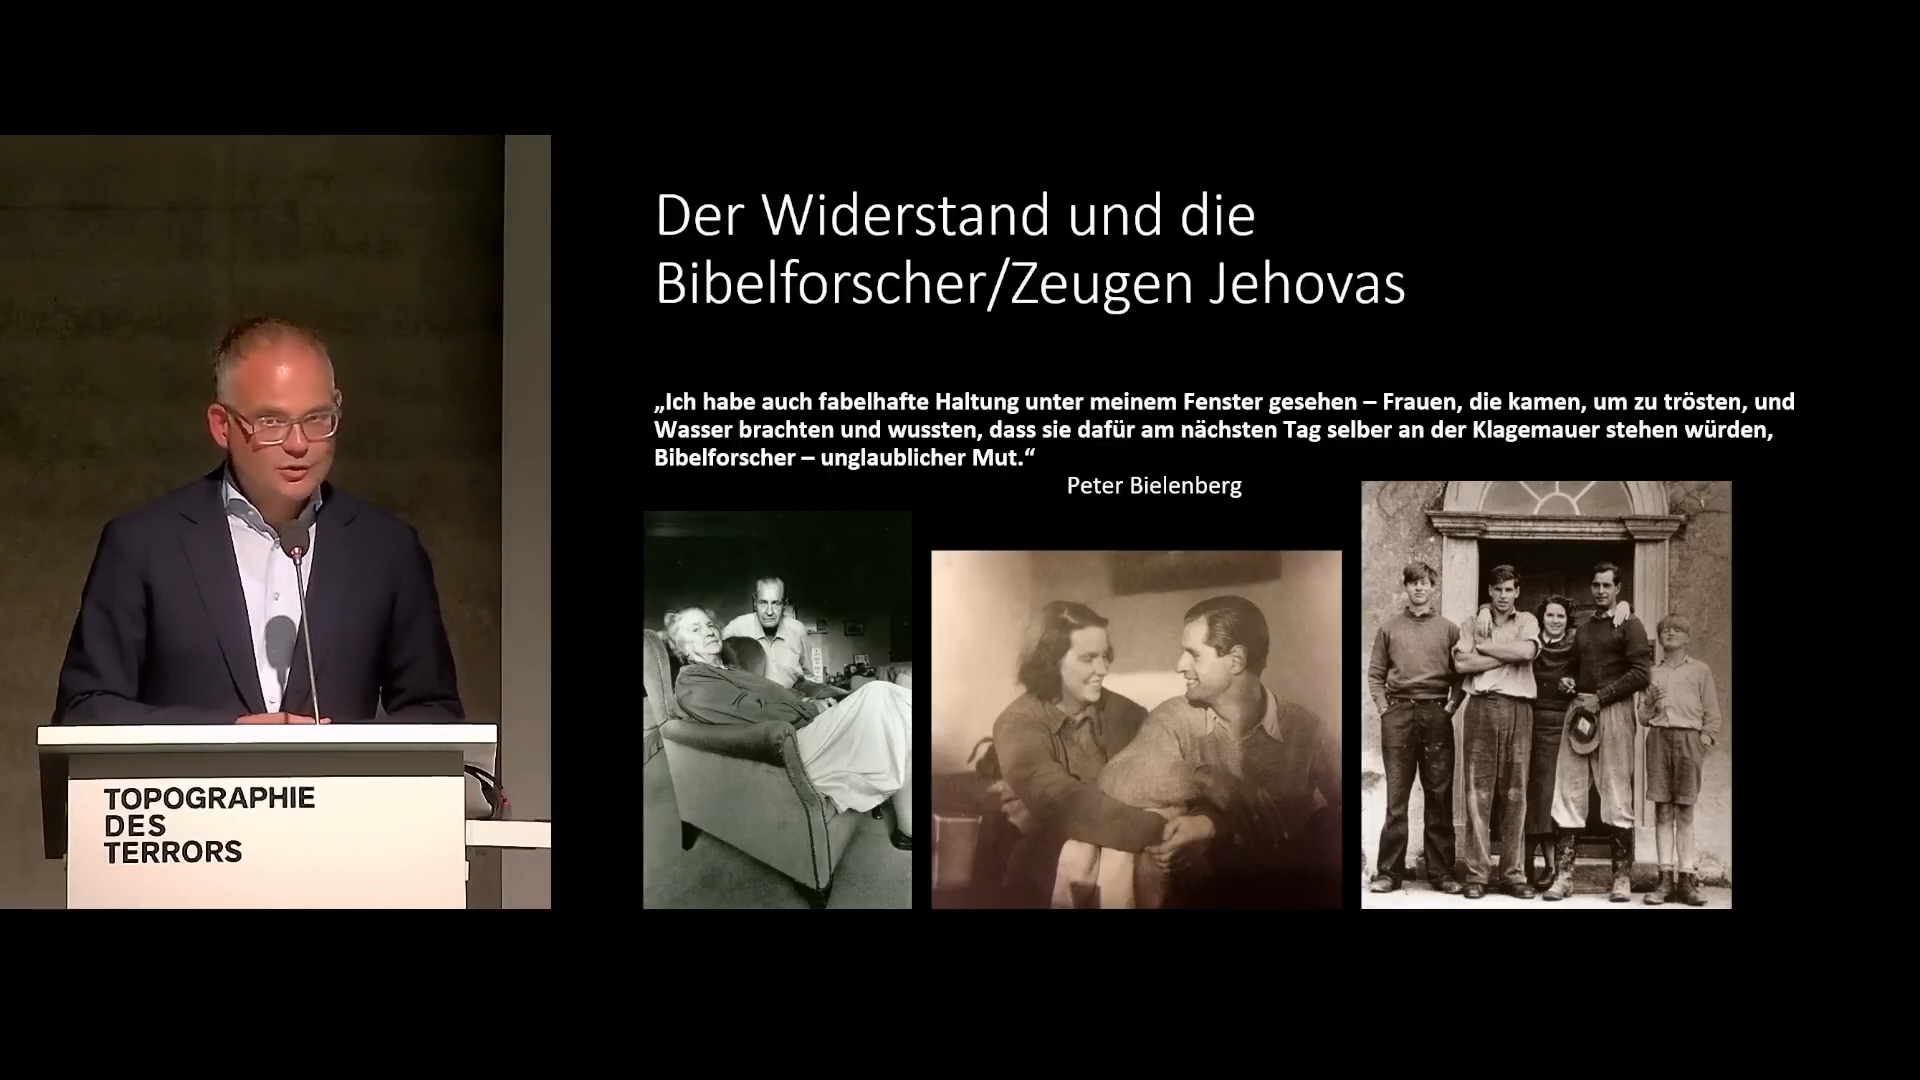 Der Widerstand und die
Bibelforscher/Zeugen Jehovas
„Ich habe auch fabelhafte Haltung unter meinem Fenster gesehen – Frauen, die kamen, um zu trösten, und
Wasser brachten und wussten, dass sie dafür am nächsten Tag selber an der Klagemauer stehen würden,
Bibelforscher – unglaublicher Mut.“
Peter Bielenberg
TOPOGRAPHIE
DES
TERRORS